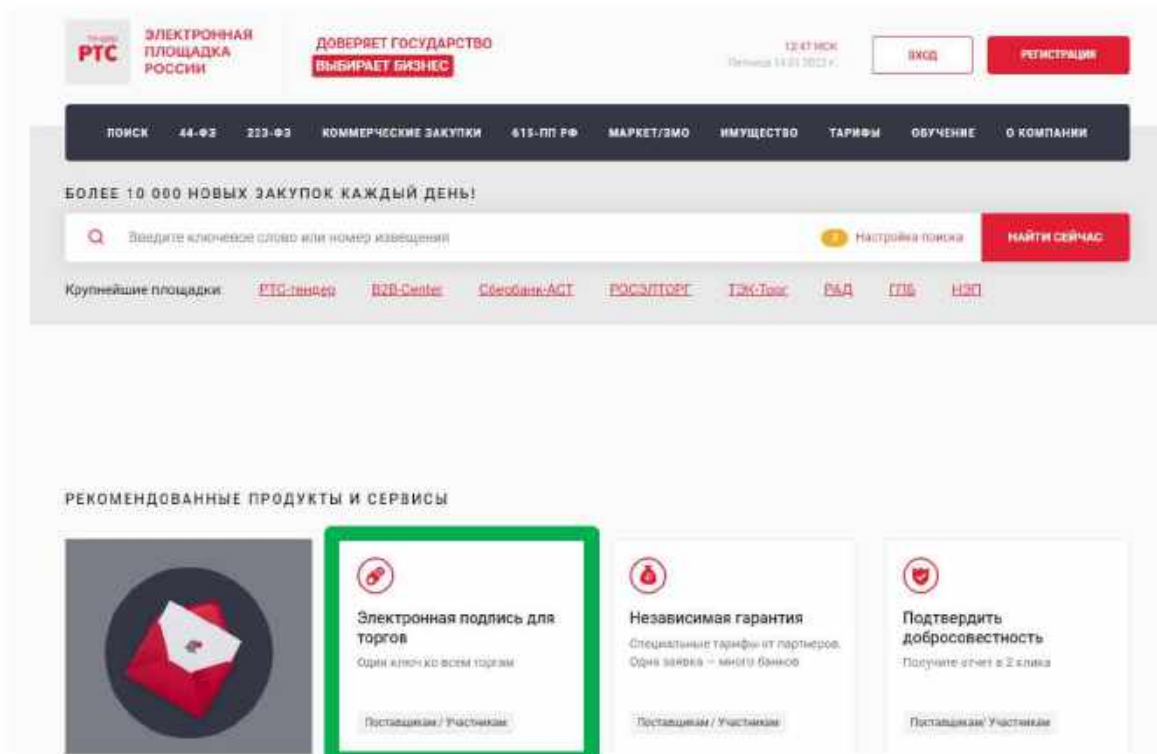 РТС
ЭЛЕКТРОННАЯ
ПЛОЩАДКА
РОССИИ
ДОВЕРЯЕТ ГОСУДАРСТВО
ВЫБИРАЕТ БИЗНЕС
12:47 МСК
Пятница
ВХОД
РЕГИСТРАЦИЯ
ПОИСК 44-ФЗ 223-ФЗ КОММЕРЧЕСКИЕ ЗАКУПКИ 615-ПП РФ МАРКЕТ/ЗМО ИМУЩЕСТВО ТАРИФЫ ОБУЧЕНИЕ О КОМПАНИИ
БОЛЕЕ 10 000 НОВЫХ ЗАКУПОК КАЖДЫЙ ДЕНЬ!
Введите ключевое слово или номер извещения Настройка поиска НАЙТИ СЕЙЧАС
Крупнейшие площадки РТС-тендер B2B-Center Сбербанк-АСТ РОСЭЛТОРГ ТЭК-Торг РАД ГПБ НЭП
РЕКОМЕНДОВАННЫЕ ПРОДУКТЫ И СЕРВИСЫ
Электронная подпись для
торгов
Один ключ ко всем торгам
Поставщикам / Участникам
Независимая гарантия
Специальные тарифы от партнеров.
Одна заявка — много банков
Поставщикам / Участникам
Подтвердить
добросовестность
Получите отчет в 2 клика
Поставщикам/ Участникам